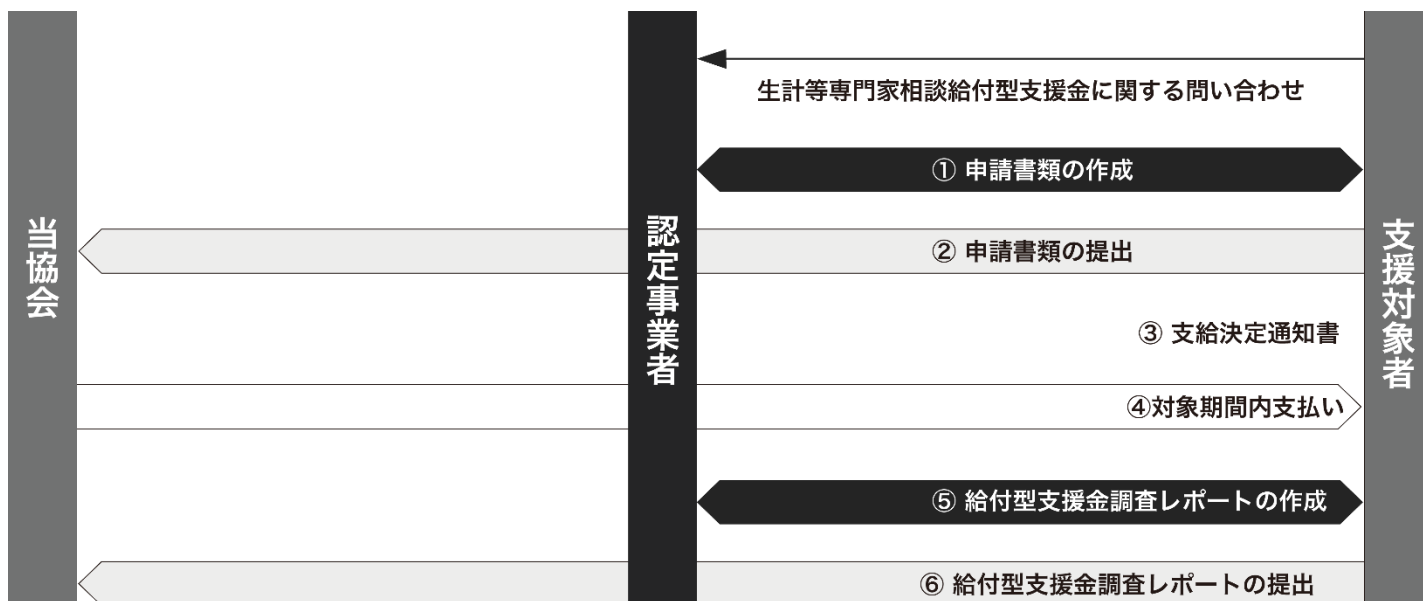 生計等専門家相談給付型支援金に関する問い合わせ
① 申請書類の作成
② 申請書類の提出
③ 支給決定通知書
④対象期間内支払い
⑤ 給付型支援金調査レポートの作成
⑥ 給付型支援金調査レポートの提出
当協会
認定事業者
支援対象者